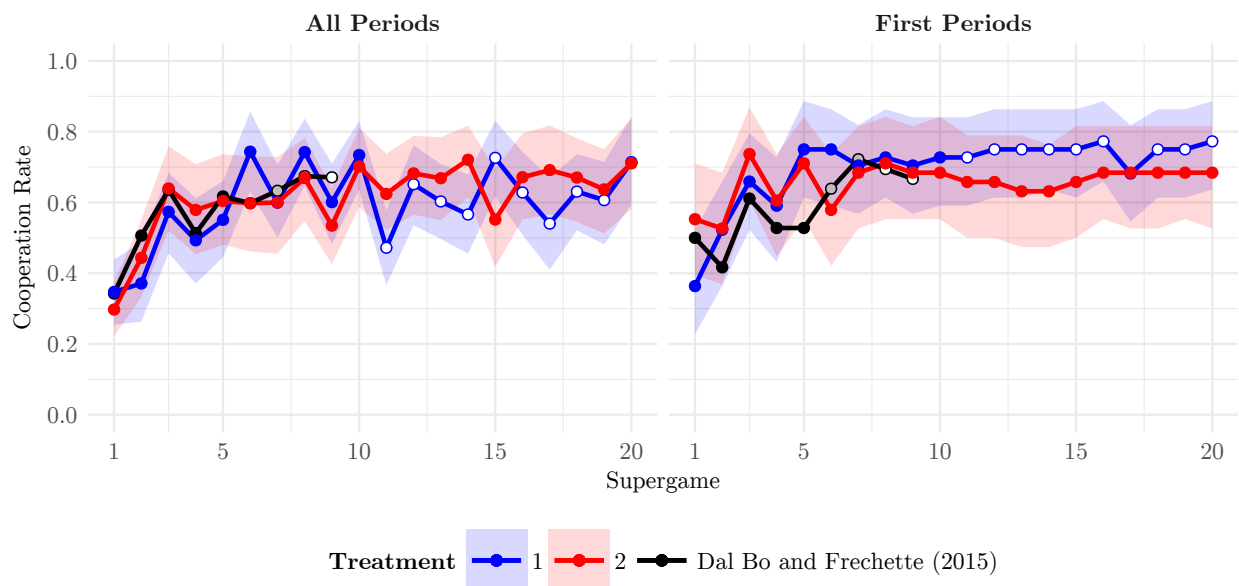 All Periods
First Periods
Cooperation Rate
1.0
0.8
0.6
0.4
0.2
0.0
1 5 10 15 20
1 5 10 15 20
Supergame
Treatment 1 2 Dal Bo and Frechette (2015)